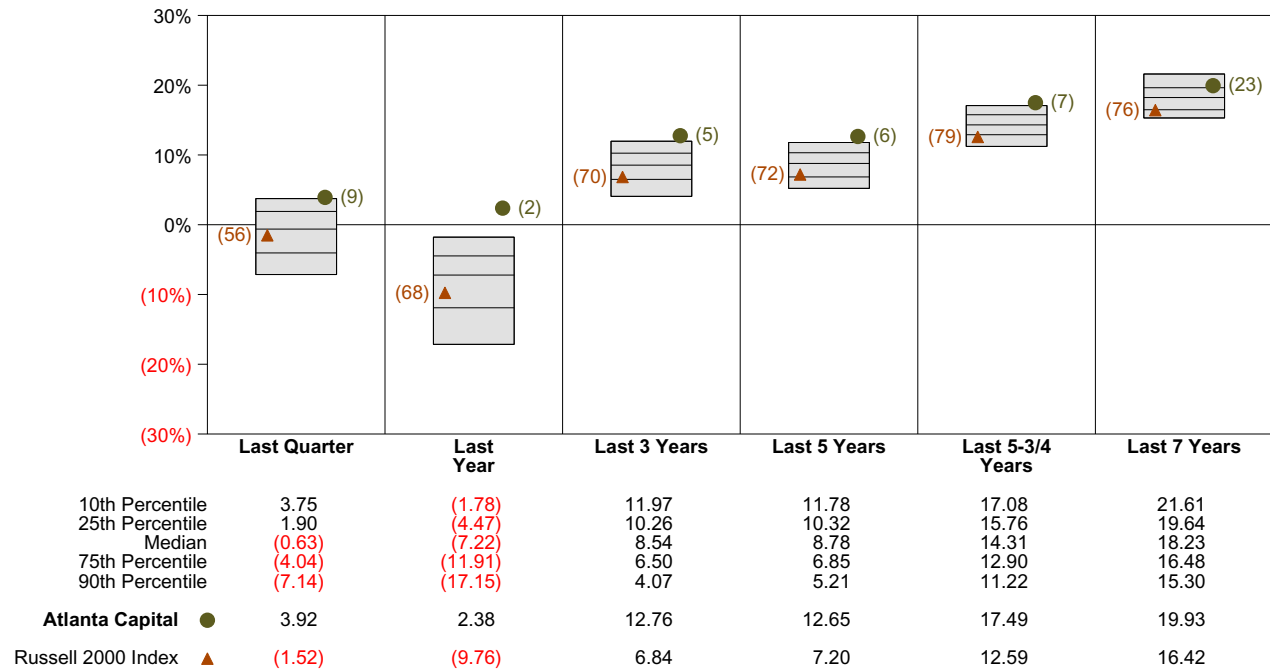 30%
20%
10%
0%
(10%)
(20%)
(30%)
(9)
(56)
(2)
(68)
(5)
(70)
(6)
(72)
(7)
(79)
(23)
(76)
Last Quarter Last Year Last 3 Years Last 5 Years Last 5-3/4 Years Last 7 Years
10th Percentile 3.75 (1.78) 11.97 11.78 17.08 21.61
25th Percentile 1.90 (4.47) 10.26 10.32 15.76 19.64
Median (0.63) (7.22) 8.54 8.78 14.31 18.23
75th Percentile (4.04) (11.91) 6.50 6.85 12.90 16.48
90th Percentile (7.14) (17.15) 4.07 5.21 11.22 15.30
Atlanta Capital 3.92 2.38 12.76 12.65 17.49 19.93
Russell 2000 Index (1.52) (9.76) 6.84 7.20 12.59 16.42